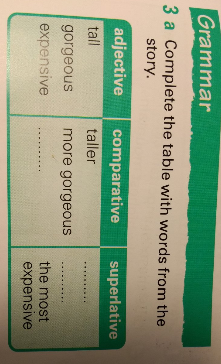 Grammar
3 a Complete the table with words from the
story.
adjective comparative superlative
tall taller ..........
gorgeous more gorgeous ..........
expensive .......... the most
expensive